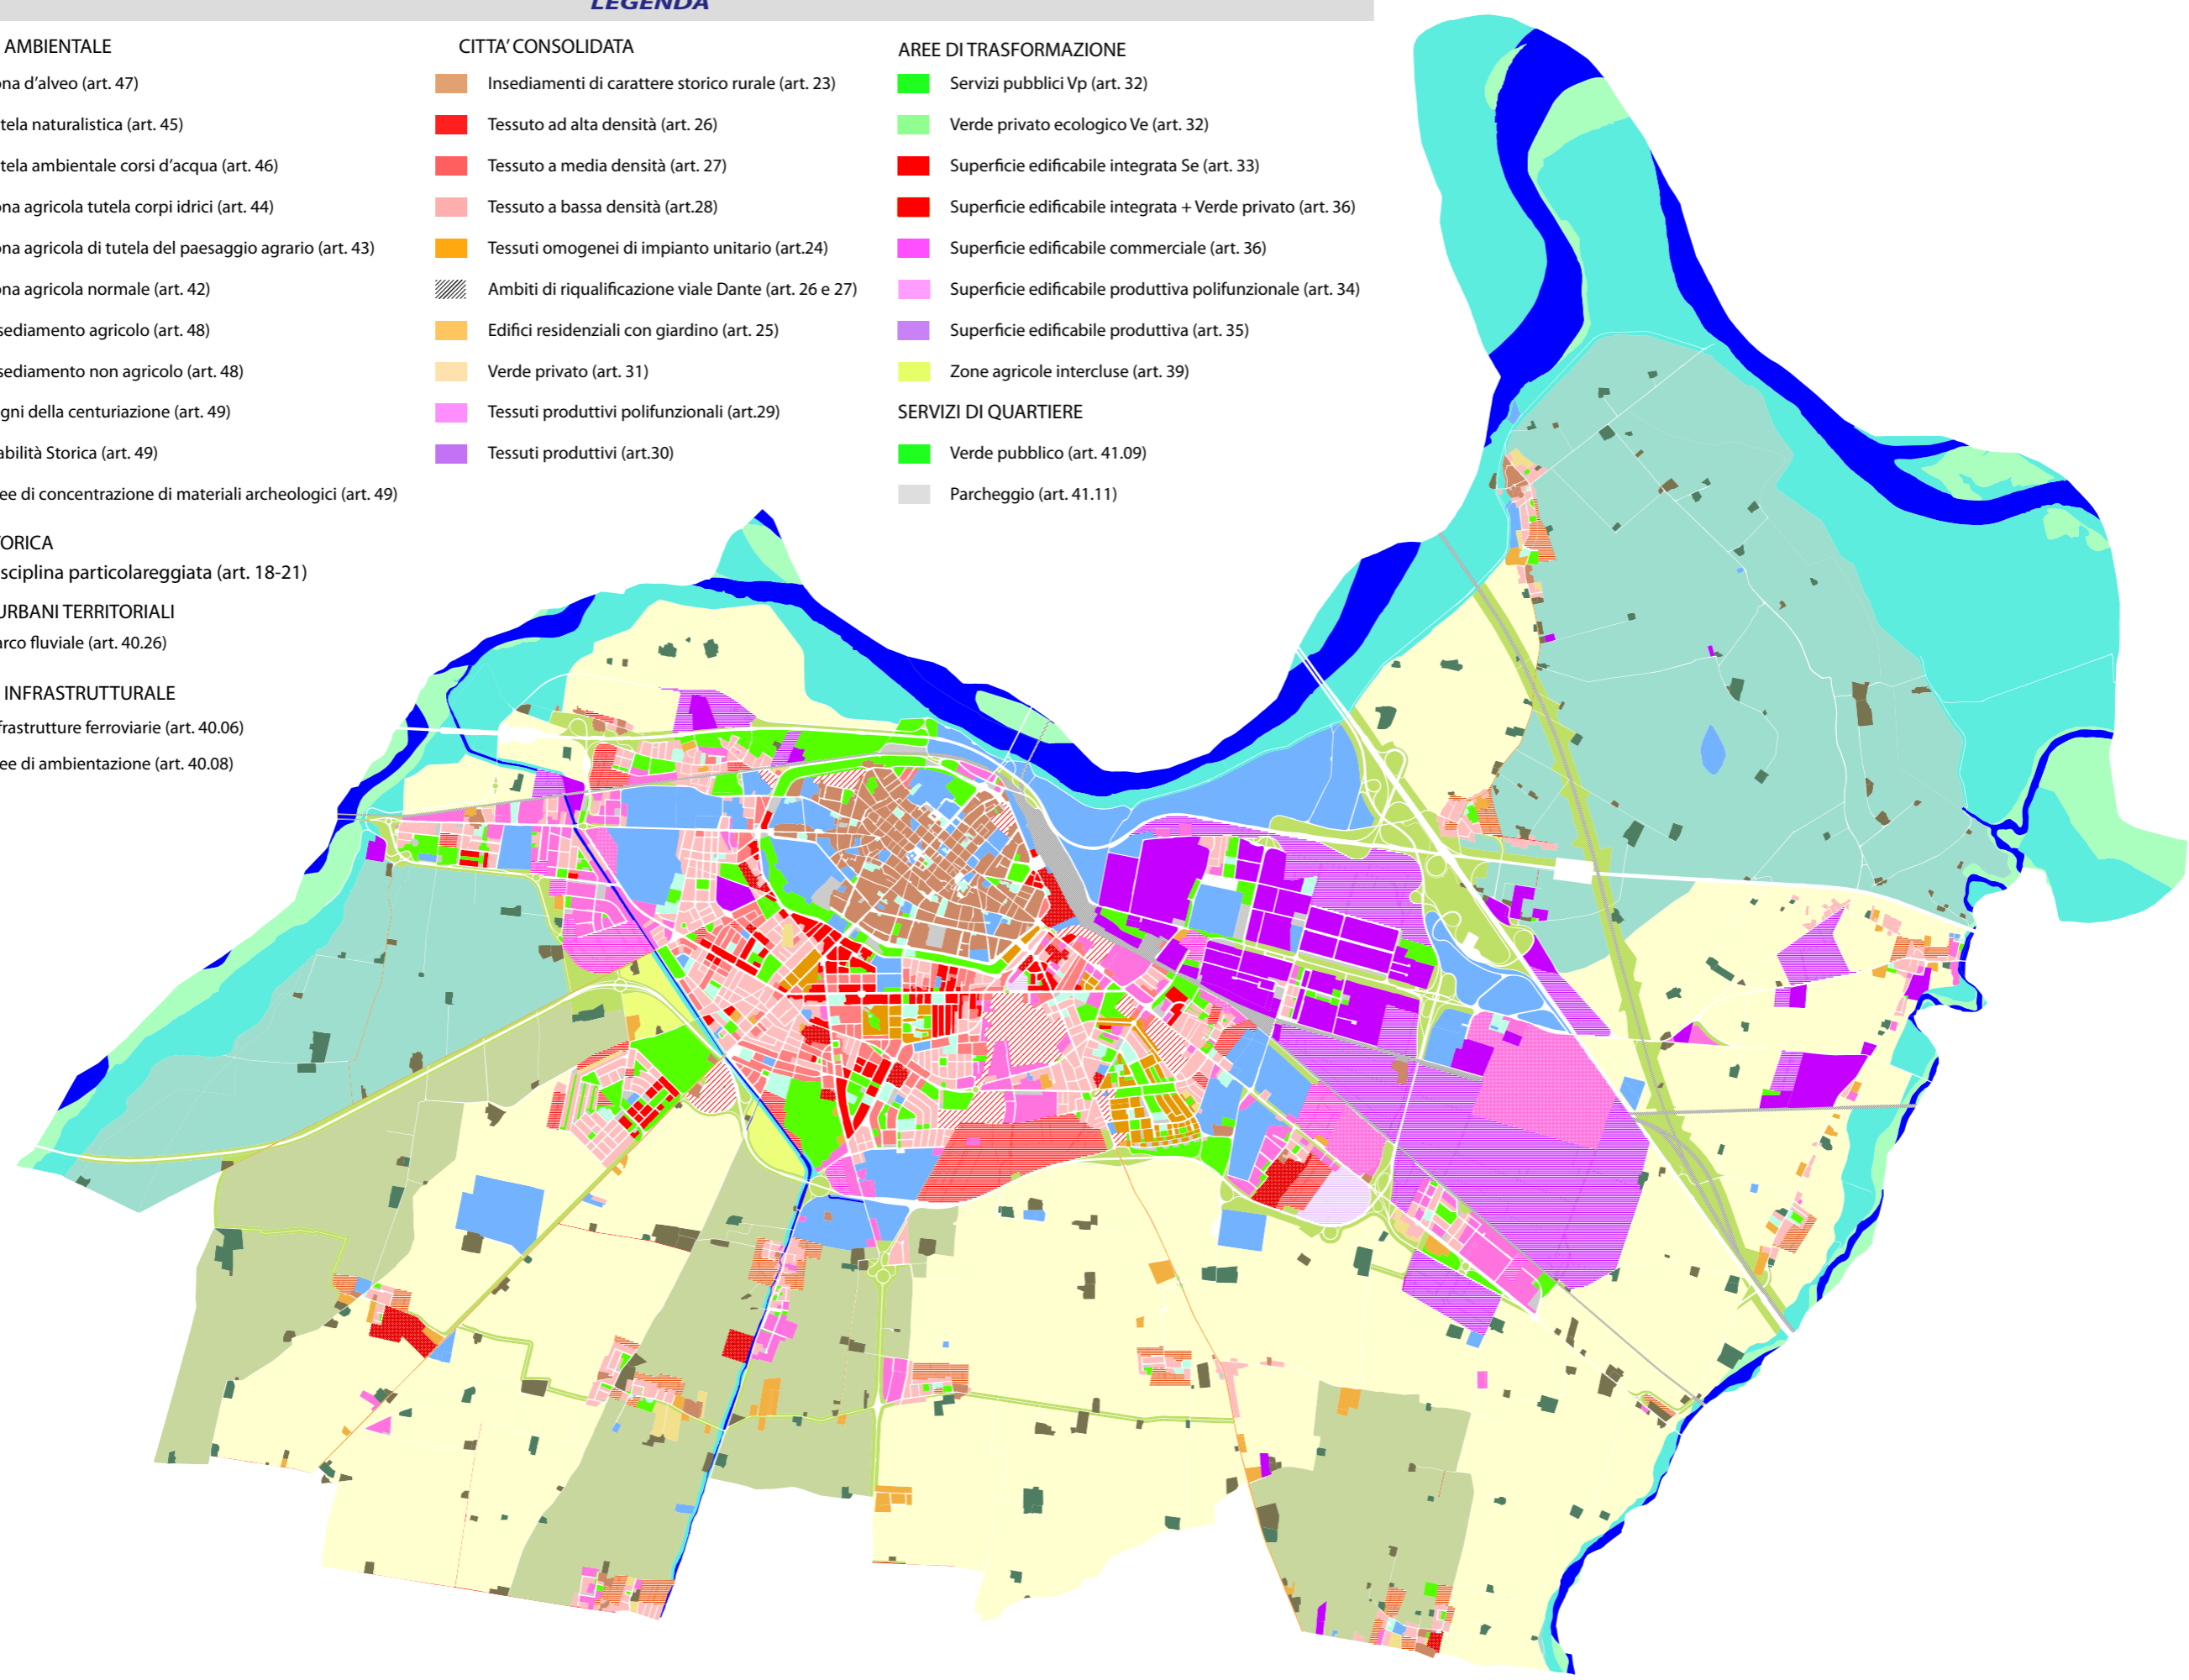 LEGENDA
AMBIENTALE
na d'alveo (art. 47)
tela naturalistica (art. 45)
tela ambientale corsi d'acqua (art. 46)
na agricola tutela corpi idrici (art. 44)
na agricola di tutela del paesaggio agrario (art. 43)
na agricola normale (art. 42)
sediamento agricolo (art. 48)
sediamento non agricolo (art. 48)
gni della centuriazione (art. 49)
abilità Storica (art. 49)
ee di concentrazione di materiali archeologici (art. 49)
ORICA
sciplina particolareggiata (art. 18-21)
URBANI TERRITORIALI
arco fluviale (art. 40.26)
INFRASTRUTTURALE
frastrutture ferroviarie (art. 40.06)
ee di ambientazione (art. 40.08)
CITTA' CONSOLIDATA
Insediamenti di carattere storico rurale (art. 23)
Tessuto ad alta densità (art. 26)
Tessuto a media densità (art. 27)
Tessuto a bassa densità (art.28)
Tessuti omogenei di impianto unitario (art.24)
Ambiti di riqualificazione viale Dante (art. 26 e 27)
Edifici residenziali con giardino (art. 25)
Verde privato (art. 31)
Tessuti produttivi polifunzionali (art.29)
Tessuti produttivi (art.30)
AREE DI TRASFORMAZIONE
Servizi pubblici Vp (art. 32)
Verde privato ecologico Ve (art. 32)
Superficie edificabile integrata Se (art. 33)
Superficie edificabile integrata + Verde privato (art. 36)
Superficie edificabile commerciale (art. 36)
Superficie edificabile produttiva polifunzionale (art. 34)
Superficie edificabile produttiva (art. 35)
Zone agricole intercluse (art. 39)
SERVIZI DI QUARTIERE
Verde pubblico (art. 41.09)
Parcheggio (art. 41.11)